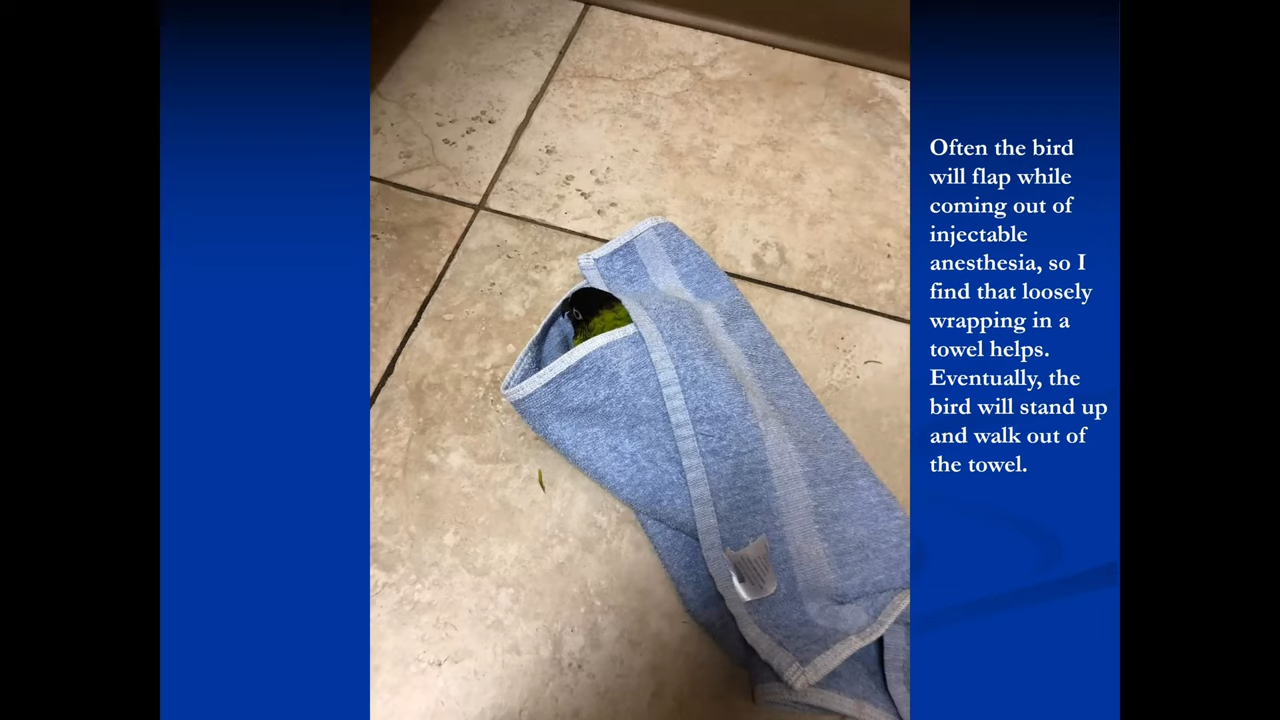 Often the bird
will flap while
coming out of
injectable
anesthesia, so I
find that loosely
wrapping in a
towel helps.
Eventually, the
bird will stand up
and walk out of
the towel.